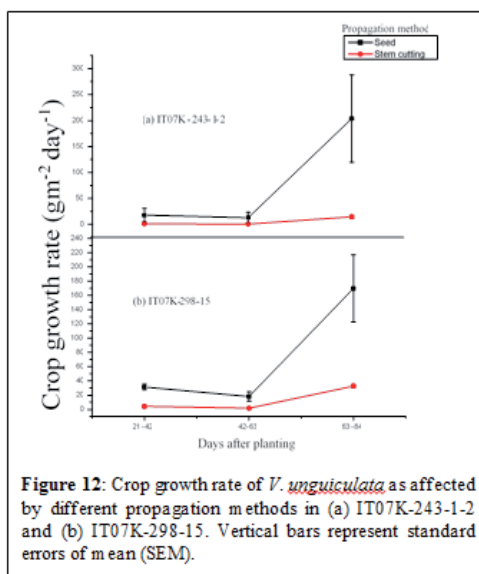 Propagation method
Seed
Stem cutting
Crop growth rate (gm-2 day-1)
300
250
200
150
100
50
0
(a) IT07K-243-1-2
240
220
200
180
160
140
120
100
80
60
40
20
0
(b) IT07K-298-15
21-42
42-63
63-84
Days after planting
Figure 12: Crop growth rate of V. unguiculata as affected
by different propagation methods in (a) IT07K-243-1-2
and (b) IT07K-298-15. Vertical bars represent standard
errors of mean (SEM).